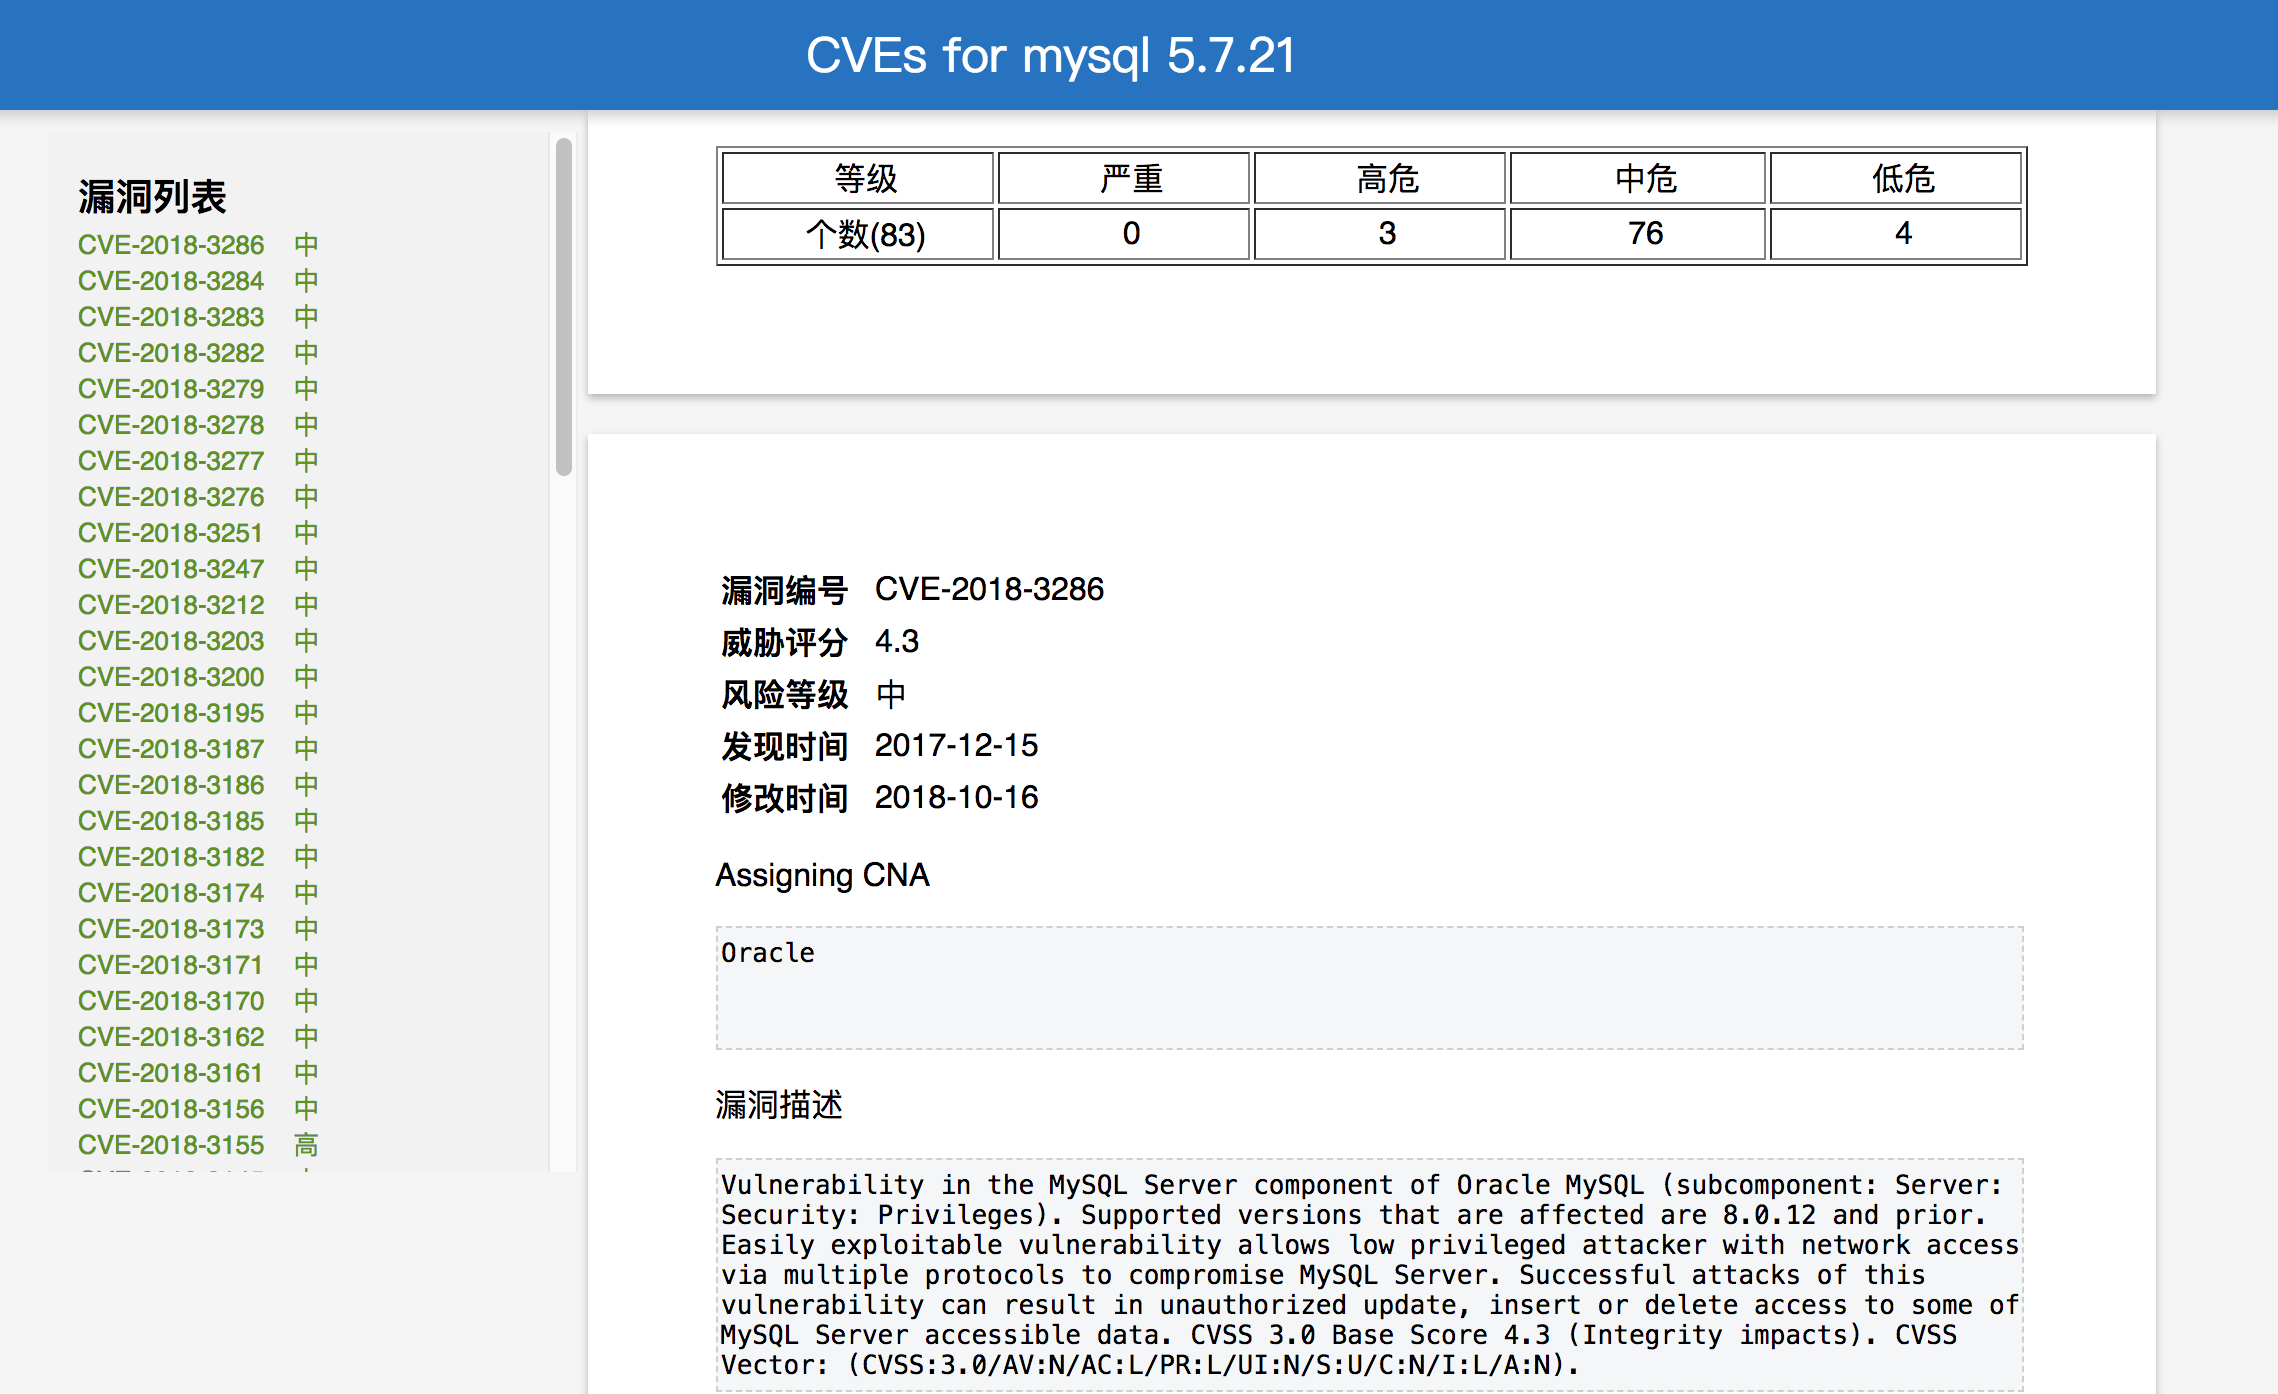 CVEs for mysql 5.7.21
漏洞列表
CVE-2018-3286 中
CVE-2018-3284 中
CVE-2018-3283 中
CVE-2018-3282 中
CVE-2018-3279 中
CVE-2018-3278 中
CVE-2018-3277 中
CVE-2018-3276 中
CVE-2018-3251 中
CVE-2018-3247 中
CVE-2018-3212 中
CVE-2018-3203 中
CVE-2018-3200 中
CVE-2018-3195 中
CVE-2018-3187 中
CVE-2018-3186 中
CVE-2018-3185 中
CVE-2018-3182 中
CVE-2018-3174 中
CVE-2018-3173 中
CVE-2018-3171 中
CVE-2018-3170 中
CVE-2018-3162 中
CVE-2018-3161 中
CVE-2018-3156 中
CVE-2018-3155 高
等级 严重 高危 中危 低危
个数(83) 0 3 76 4
漏洞编号 CVE-2018-3286
威胁评分 4.3
风险等级 中
发现时间 2017-12-15
修改时间 2018-10-16
Assigning CNA
Oracle
漏洞描述
Vulnerability in the MySQL Server component of Oracle MySQL (subcomponent: Server:
Security: Privileges). Supported versions that are affected are 8.0.12 and prior.
Easily exploitable vulnerability allows low privileged attacker with network access
via multiple protocols to compromise MySQL Server. Successful attacks of this
vulnerability can result in unauthorized update, insert or delete access to some of
MySQL Server accessible data. CVSS 3.0 Base Score 4.3 (Integrity impacts). CVSS
Vector: (CVSS:3.0/AV:N/AC:L/PR:L/UI:N/S:U/C:N/I:L/A:N).